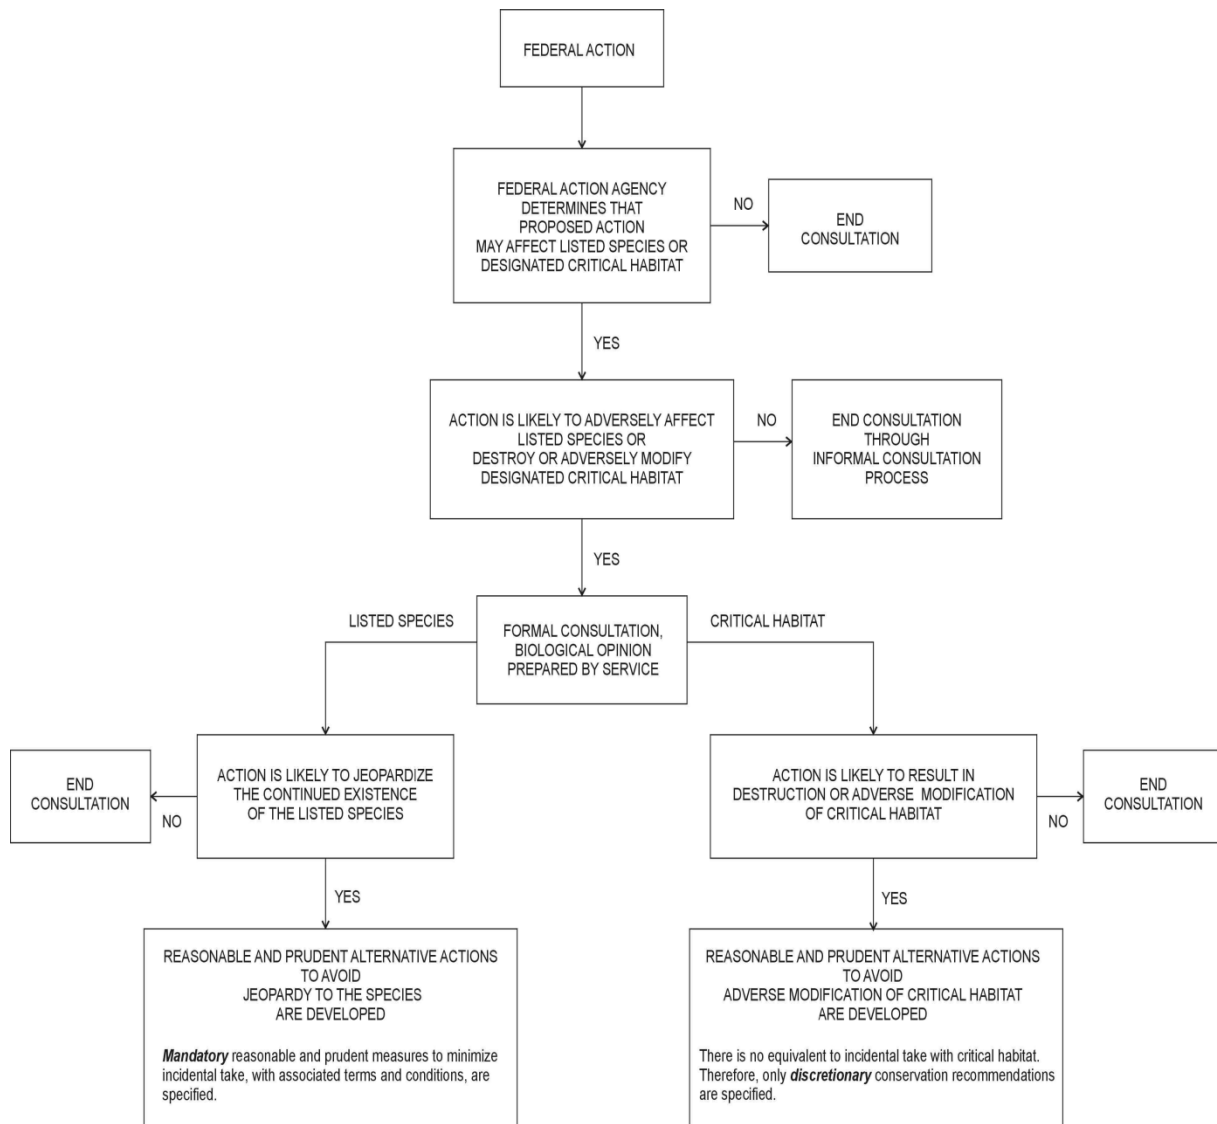 FEDERAL ACTION
FEDERAL ACTION AGENCY
DETERMINES THAT
PROPOSED ACTION
MAY AFFECT LISTED SPECIES OR
DESIGNATED CRITICAL HABITAT
NO
END
CONSULTATION
YES
ACTION IS LIKELY TO ADVERSELY AFFECT
LISTED SPECIES OR
DESTROY OR ADVERSELY MODIFY
DESIGNATED CRITICAL HABITAT
NO
END CONSULTATION
THROUGH
INFORMAL CONSULTATION
PROCESS
YES
LISTED SPECIES
FORMAL CONSULTATION,
BIOLOGICAL OPINION
PREPARED BY SERVICE
CRITICAL HABITAT
END
CONSULTATION
NO
ACTION IS LIKELY TO JEOPARDIZE
THE CONTINUED EXISTENCE
OF THE LISTED SPECIES
ACTION IS LIKELY TO RESULT IN
DESTRUCTION OR ADVERSE MODIFICATION
OF CRITICAL HABITAT
NO
END
CONSULTATION
YES
YES
REASONABLE AND PRUDENT ALTERNATIVE ACTIONS
TO AVOID
JEOPARDY TO THE SPECIES
ARE DEVELOPED
Mandatory reasonable and prudent measures to minimize
incidental take, with associated terms and conditions, are
specified.
REASONABLE AND PRUDENT ALTERNATIVE ACTIONS
TO AVOID
ADVERSE MODIFICATION OF CRITICAL HABITAT
ARE DEVELOPED
There is no equivalent to incidental take with critical habitat.
Therefore, only discretionary conservation recommendations
are specified.